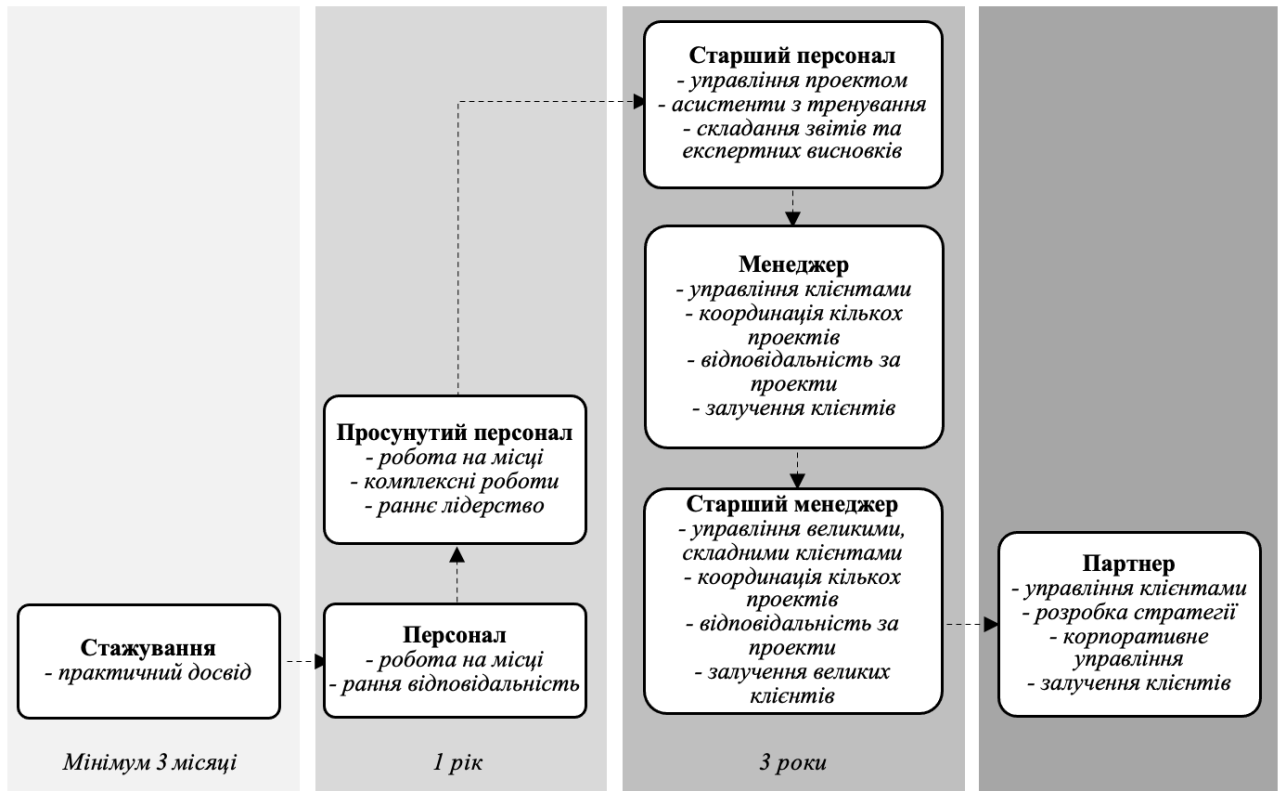 Стажування
- практичний досвід
Мінімум 3 місяці
Просунутий персонал
- робота на місці
- комплексні роботи
- раннє лідерство
Персонал
- робота на місці
- рання відповідальність
1 рік
Старший персонал
- управління проектом
- асистенти з тренування
- складання звітів та
експертних висновків
Менеджер
- управління клієнтами
- координація кількох
проектів
- відповідальність за
проекти
- залучення клієнтів
Старший менеджер
- управління великими,
складними клієнтами
- координація кількох
проектів
- відповідальність за
проекти
- залучення великих
клієнтів
3 роки
Партнер
- управління клієнтами
- розробка стратегії
- корпоративне
управління
- залучення клієнтів